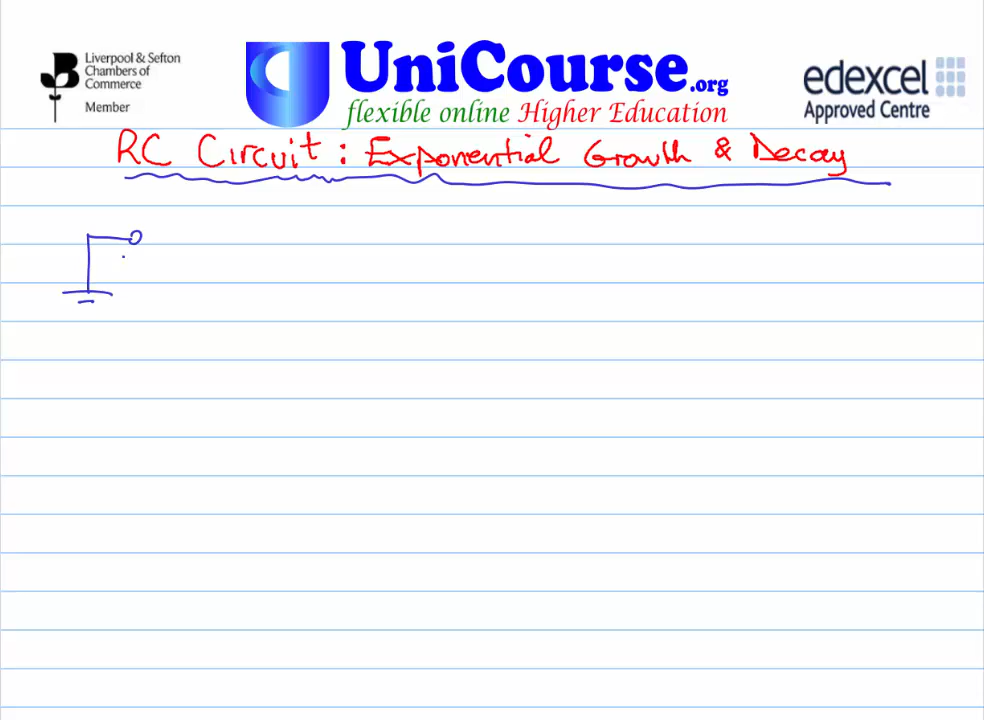 Liverpool & Sefton
Chambers of
Commerce
Member
UniCourse.org
flexible online Higher Education
edexcel
Approved Centre
RC Circuit : Exponential Growth & Decay